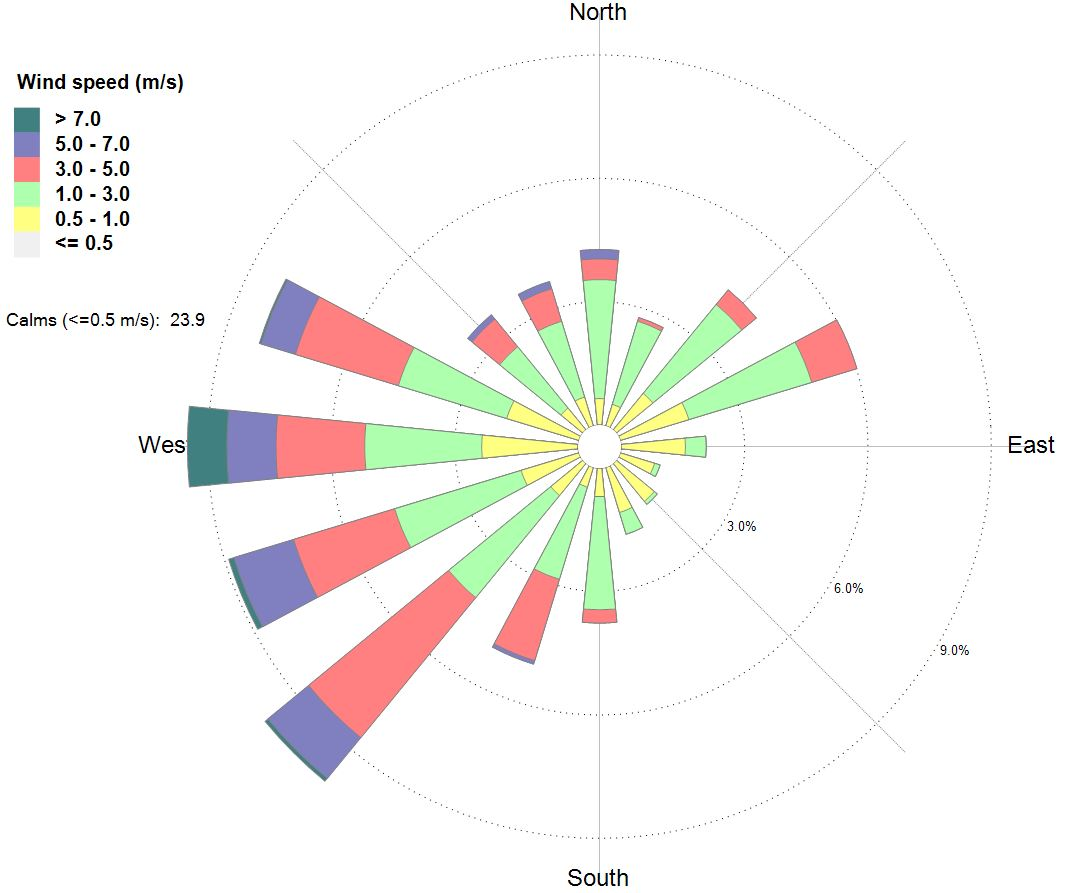 North
Wind speed (m/s)
> 7.0
5.0 - 7.0
3.0 - 5.0
1.0 - 3.0
0.5 - 1.0
<= 0.5
Calms (<=0.5 m/s): 23.9
West
East
3.0%
6.0%
9.0%
South